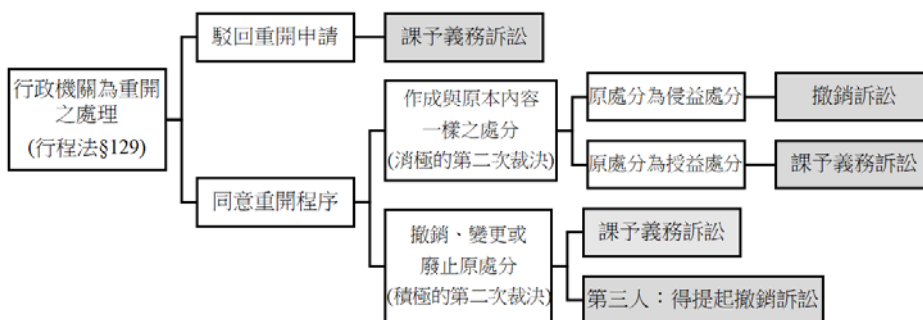 行政機關為重開
之處理
(行程法§129)
駁回重開申請
課予義務訴訟
同意重開程序
作成與原本內容
一樣之處分
(消極的第二次裁決)
原處分為侵益處分
撤銷訴訟
原處分為授益處分
課予義務訴訟
撤銷、變更或
廢止原處分
(積極的第二次裁決)
課予義務訴訟
第三人：得提起撤銷訴訟